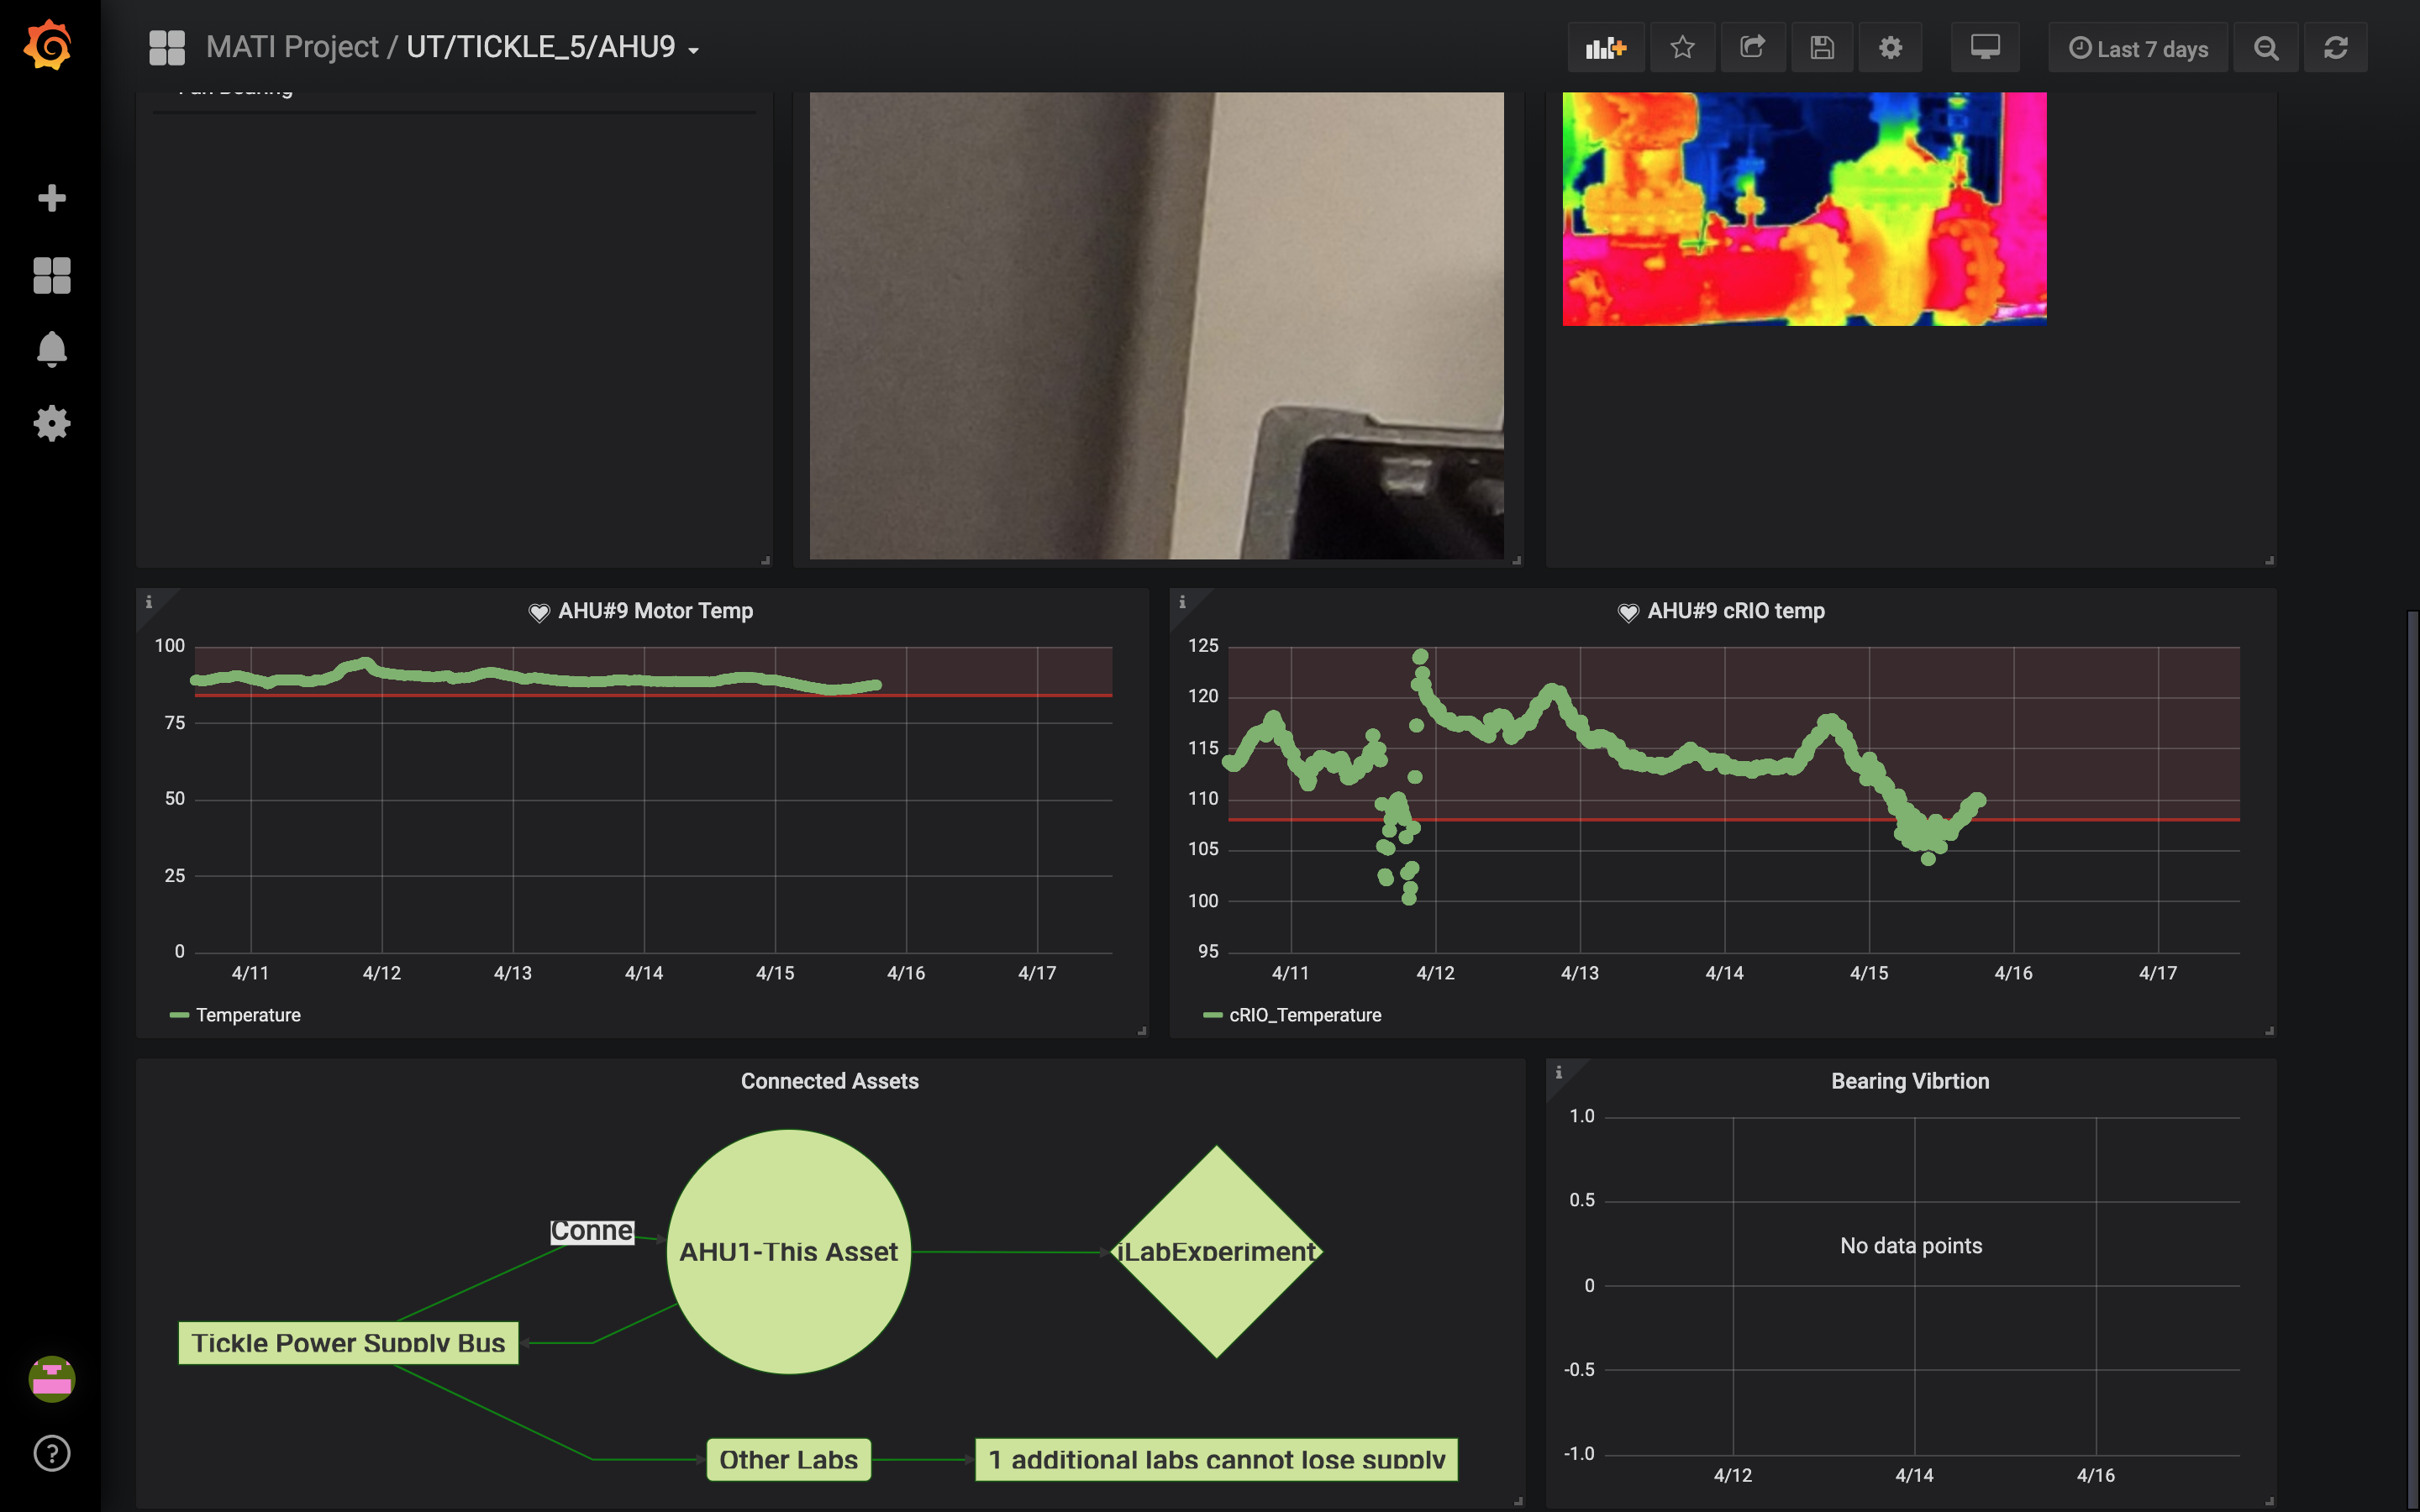 MATI Project / UT/TICKLE_5/AHU9
Last 7 days
AHU#9 Motor Temp
100
75
50
25
0
4/11 4/12 4/13 4/14 4/15 4/16 4/17
Temperature
AHU#9 cRIO temp
125
120
115
110
105
100
95
4/11 4/12 4/13 4/14 4/15 4/16 4/17
cRIO_Temperature
Connected Assets
Conne
AHU1-This Asset
iLabExperiment
Tickle Power Supply Bus
Other Labs
1 additional labs cannot lose supply
Bearing Vibrtion
1.0
0.5
No data points
0
-0.5
-1.0
4/12 4/14 4/16